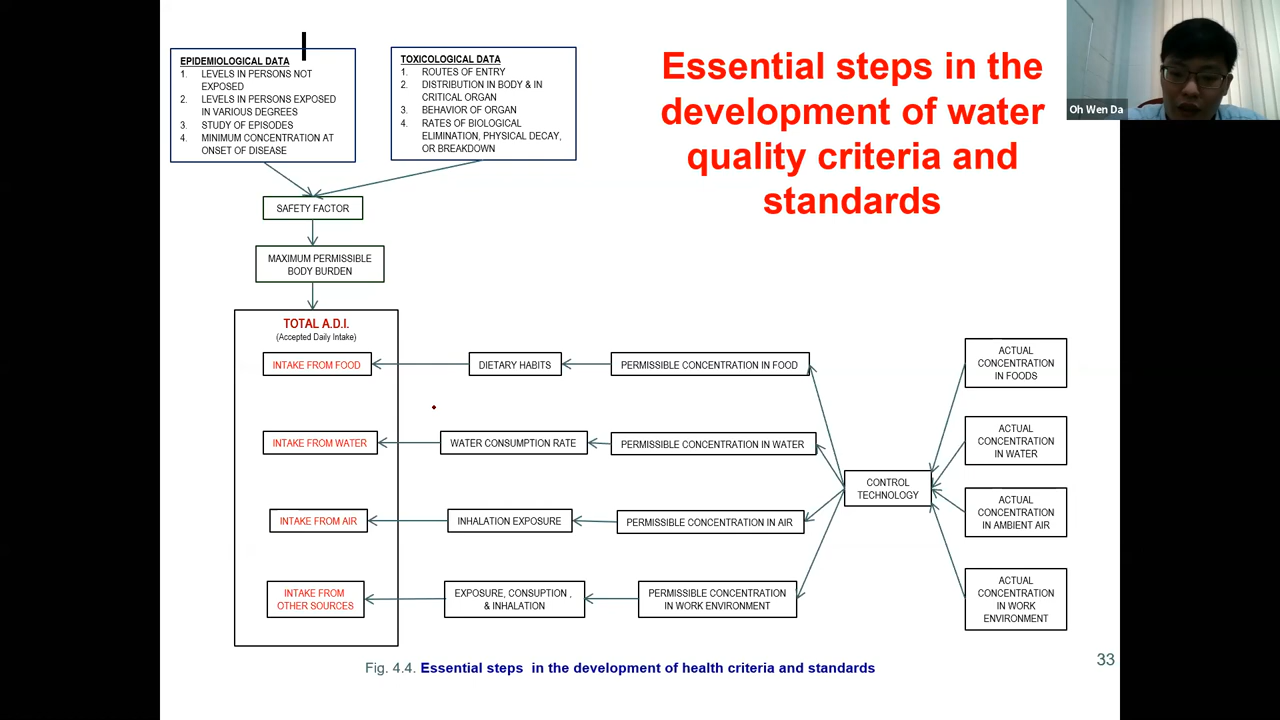 Essential steps in the
development of water
quality criteria and
standards
Oh Wen Da
EPIDEMIOLOGICAL DATA
1. LEVELS IN PERSONS NOT
EXPOSED
2. LEVELS IN PERSONS EXPOSED
IN VARIOUS DEGREES
3. STUDY OF EPISODES
4. MINIMUM CONCENTRATION AT
ONSET OF DISEASE
TOXICOLOGICAL DATA
1. ROUTES OF ENTRY
2. DISTRIBUTION IN BODY & IN
CRITICAL ORGAN
3. BEHAVIOR OF ORGAN
4. RATES OF BIOLOGICAL
ELIMINATION, PHYSICAL DECAY,
OR BREAKDOWN
SAFETY FACTOR
MAXIMUM PERMISSIBLE
BODY BURDEN
TOTAL A.D.I.
(Accepted Daily Intake)
INTAKE FROM FOOD
DIETARY HABITS
PERMISSIBLE CONCENTRATION IN FOOD
INTAKE FROM WATER
WATER CONSUMPTION RATE
PERMISSIBLE CONCENTRATION IN WATER
INTAKE FROM AIR
INHALATION EXPOSURE
PERMISSIBLE CONCENTRATION IN AIR
INTAKE FROM
OTHER SOURCES
EXPOSURE, CONSUPTION ,
& INHALATION
PERMISSIBLE CONCENTRATION
IN WORK ENVIRONMENT
CONTROL
TECHNOLOGY
ACTUAL
CONCENTRATION
IN FOODS
ACTUAL
CONCENTRATION
IN WATER
ACTUAL
CONCENTRATION
IN AMBIENT AIR
ACTUAL
CONCENTRATION
IN WORK
ENVIRONMENT
Fig. 4.4. Essential steps in the development of health criteria and standards
33